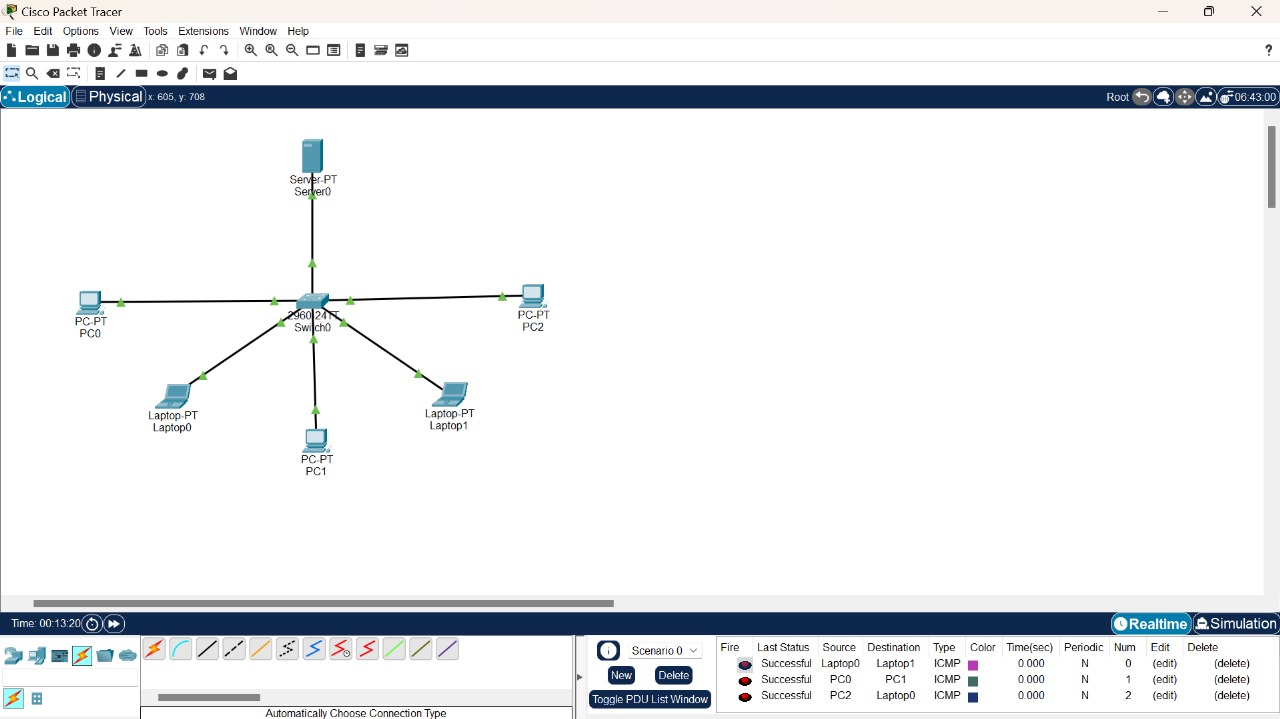 Cisco Packet Tracer
File Edit Options View Tools Extensions Window Help
?
Logical Physical x: 605, y: 708 Root 06:43:00
Server-PT
Server0
PC-PT
PC0
2960-24TT
Switch0
PC-PT
PC2
Laptop-PT
Laptop0
Laptop-PT
Laptop1
PC-PT
PC1
Time: 00:13:20 Realtime Simulation
Scenario 0
New Delete
Toggle PDU List Window
Fire Last Status Source Destination Type Color Time(sec) Periodic Num Edit Delete
Successful Laptop0 Laptop1 ICMP 0.000 N 0 (edit) (delete)
Successful PC0 PC1 ICMP 0.000 N 1 (edit) (delete)
Successful PC2 Laptop0 ICMP 0.000 N 2 (edit) (delete)
Automatically Choose Connection Type